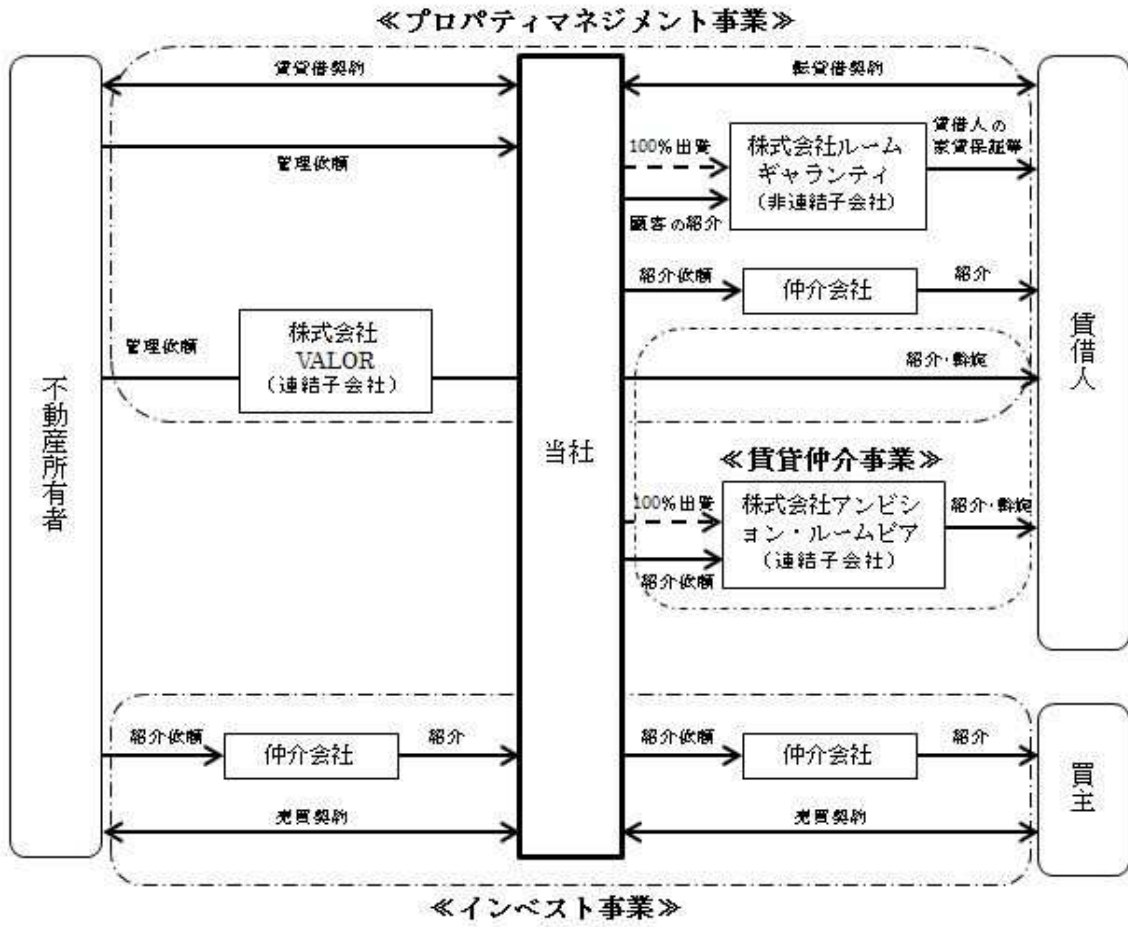 ≪プロパティマネジメント事業≫
賃貸借契約
転貸借契約
管理依頼
100%出資
顧客の紹介
株式会社ルーム
ギャランティ
（非連結子会社）
賃借人の
家賃保証等
紹介依頼
仲介会社
紹介
管理依頼
株式会社
VALOR
（連結子会社）
紹介・斡旋
不動産所有者
当社
賃借人
≪賃貸仲介事業≫
100%出資
紹介依頼
株式会社アンビシ
ョン・ルームピア
（連結子会社）
紹介・斡旋
紹介依頼
仲介会社
紹介
紹介依頼
仲介会社
紹介
売買契約
売買契約
買主
≪インベスト事業≫